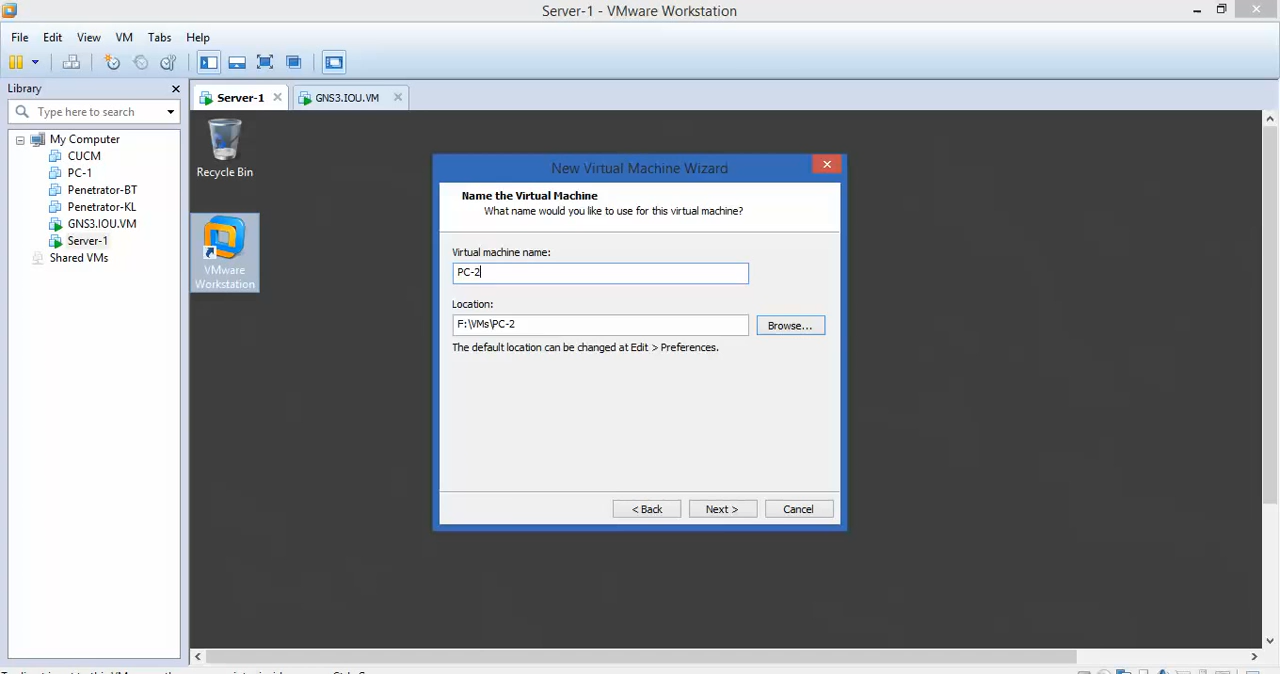 Server-1 - VMware Workstation
File Edit View VM Tabs Help
Library
Type here to search
My Computer
CUCM
PC-1
Penetrator-BT
Penetrator-KL
GNS3.IOU.VM
Server-1
Shared VMs
Server-1
GNS3.IOU.VM
Recycle Bin
VMware
Workstation
New Virtual Machine Wizard
Name the Virtual Machine
What name would you like to use for this virtual machine?
Virtual machine name:
PC-2
Location:
F:\VMs\PC-2
Browse...
The default location can be changed at Edit > Preferences.
< Back
Next >
Cancel